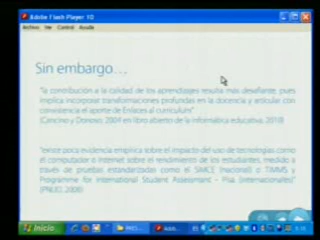 Adobe Flash Player 10
Archivo Ver Control Ayuda
Sin embargo...
"la contribución a la calidad de los aprendizajes resulta más desafiante, pues
implica incorporar transformaciones profundas en la docencia y articular con
consistencia el aporte de Enlaces al currículum"
(Cancino y Donoso, 2004 en libro abierto de la informática educativa, 2010)
"existe poca evidencia empírica sobre el impacto del uso de tecnologías como
el computador o Internet sobre el rendimiento de los estudiantes, medido a
través de pruebas estandarizadas como el SIMCE (nacional) o TIMMS y
Programme for International Student Assessment - Pisa (internacionales)"
(PNUD, 2006)
Inicio
ES